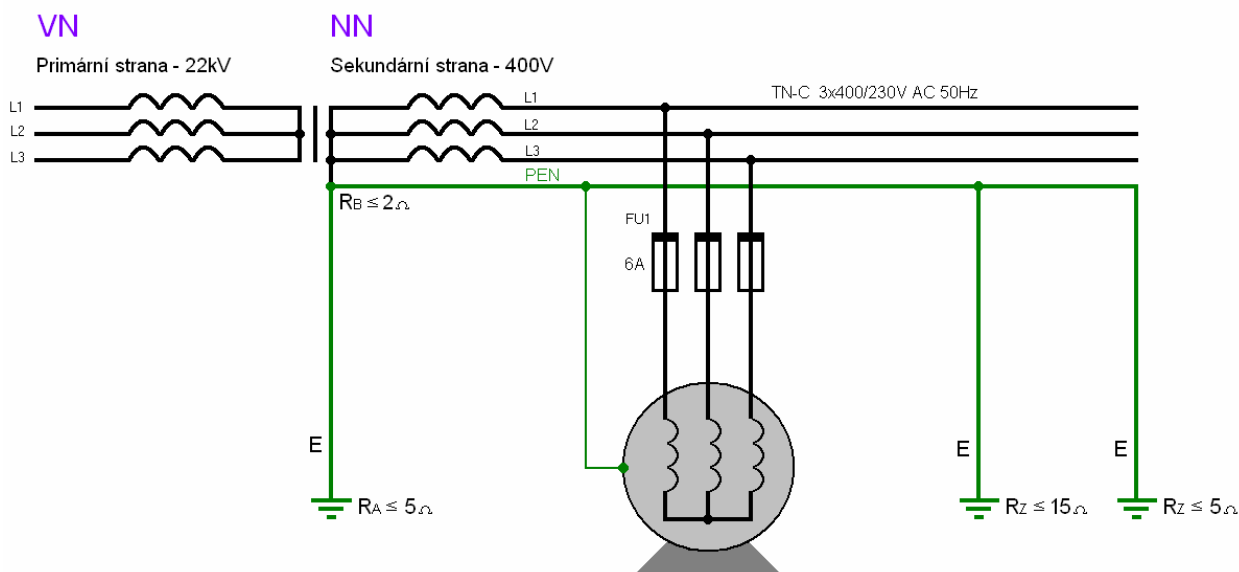 VN
NN
Primární strana - 22kV
Sekundární strana - 400V
L1
L2
L3
L1
L2
L3
TN-C 3x400/230V AC 50Hz
PEN
RB ≤ 2Ω
FU1
6A
E
E
E
RA ≤ 5Ω
RZ ≤ 15Ω
RZ ≤ 5Ω